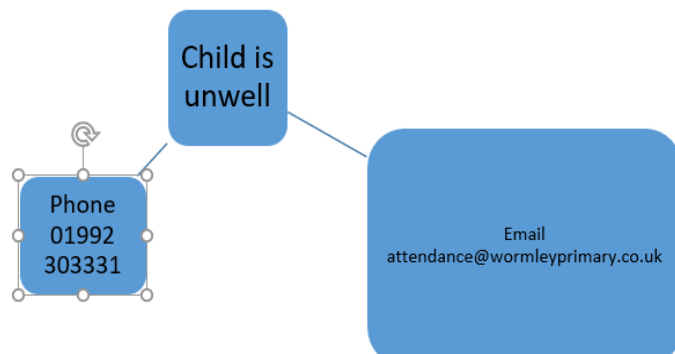 Child is
unwell
Phone
01992
303331
Email
attendance@wormleyprimary.co.uk